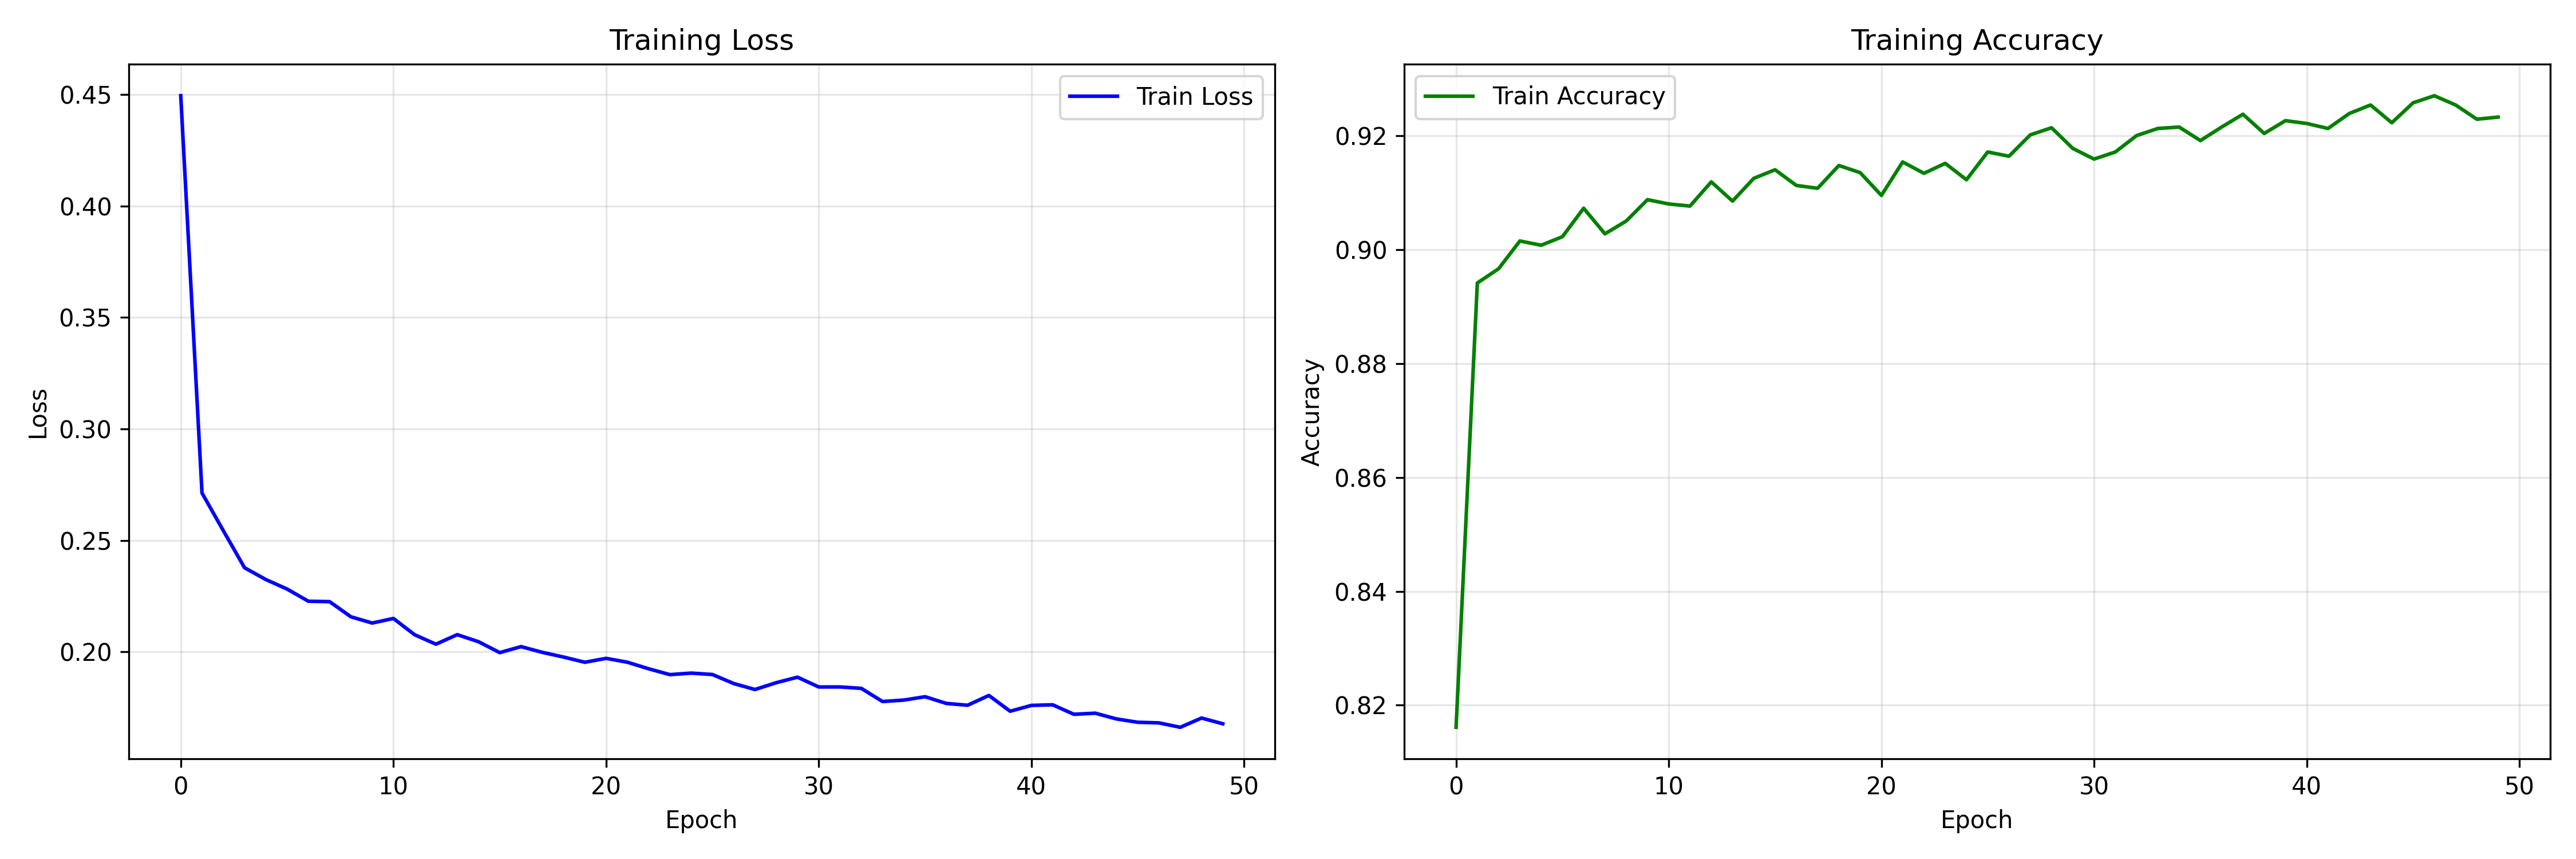 Training Loss
Train Loss
0.45
0.40
0.35
0.30
0.25
0.20
Loss
0 10 20 30 40 50
Epoch
Training Accuracy
Train Accuracy
0.92
0.90
0.88
0.86
0.84
0.82
Accuracy
0 10 20 30 40 50
Epoch